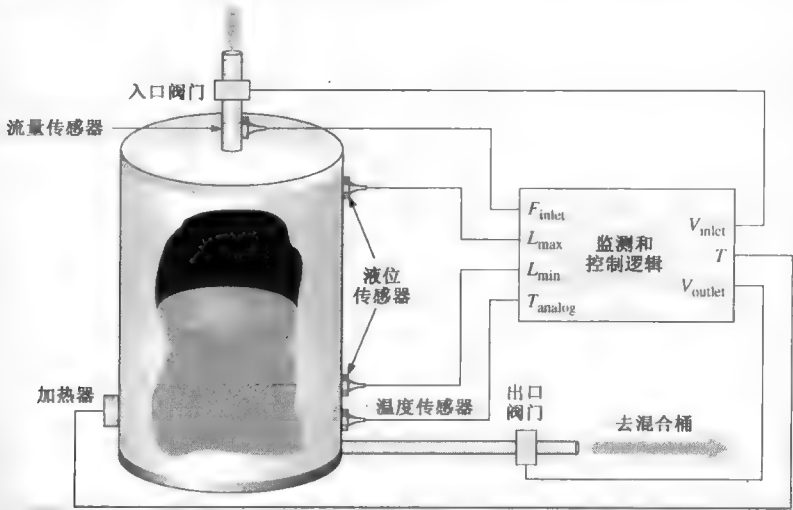 入口阀门
流量传感器
液位
传感器
加热器
温度传感器
出口
阀门
去混合桶
F_inlet
L_max
L_min
T_analog
监测和
控制逻辑
V_inlet
T
V_outlet